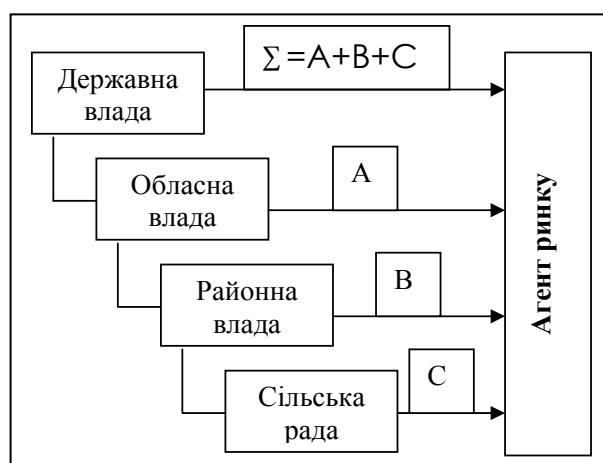 ∑=A+B+C
Державна
влада
Обласна
влада
А
Районна
влада
В
Сільська
рада
С
Агент ринку